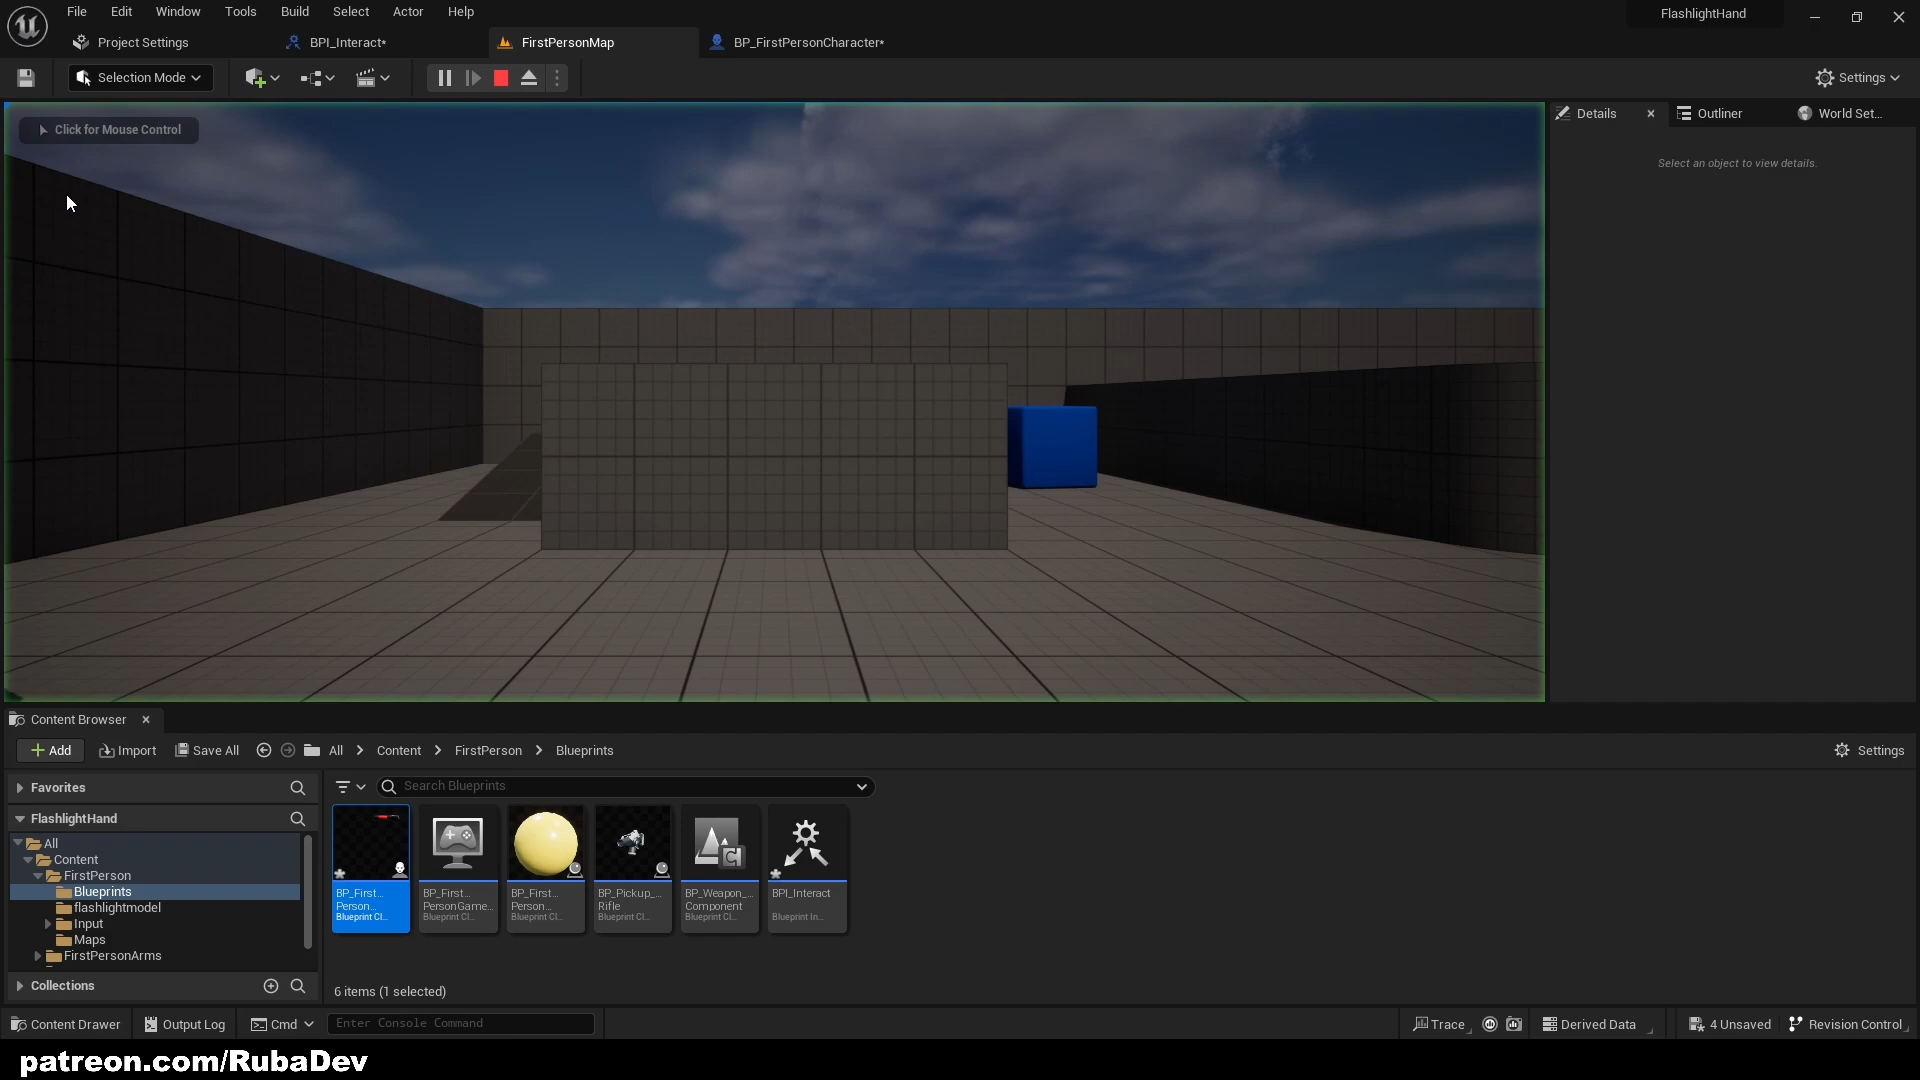 File Edit Window Tools Build Select Actor Help
FlashlightHand
Project Settings
BPI_Interact*
FirstPersonMap
BP_FirstPersonCharacter*
Selection Mode
Settings
Click for Mouse Control
Details
Outliner
World Set...
Select an object to view details.
Content Browser
Add
Import
Save All
All
Content
FirstPerson
Blueprints
Settings
Favorites
Search Blueprints
FlashlightHand
All
Content
FirstPerson
Blueprints
flashlightmodel
Input
Maps
FirstPersonArms
BP_First...
Person...
Blueprint Cl...
BP_First...
PersonGame...
Blueprint Cl...
BP_First...
Person...
Blueprint Cl...
BP_Pickup_...
Rifle
Blueprint Cl...
BP_Weapon_...
Component
Blueprint Cl...
BPI_Interact
Blueprint In...
Collections
6 items (1 selected)
Content Drawer
Output Log
Cmd
Enter Console Command
Trace
Derived Data
4 Unsaved
Revision Control
patreon.com/RubaDev